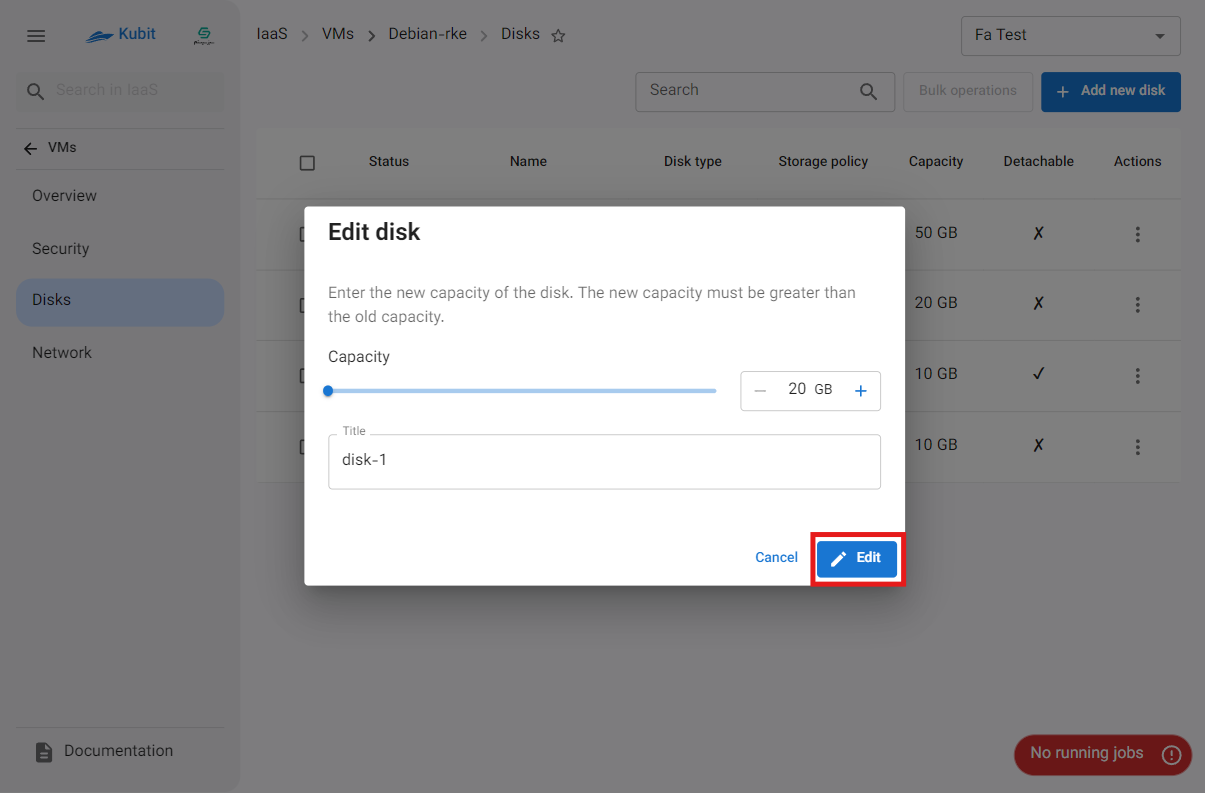 Kubit
IaaS > VMs > Debian-rke > Disks
Fa Test
Search in IaaS
Search
Bulk operations
+ Add new disk
VMs
Status Name Disk type Storage policy Capacity Detachable Actions
Overview
Security
Disks
Network
50 GB ✗
20 GB ✗
10 GB ✓
10 GB ✗
Edit disk
Enter the new capacity of the disk. The new capacity must be greater than
the old capacity.
Capacity
− 20 GB +
Title
disk-1
Cancel
Edit
Documentation
No running jobs